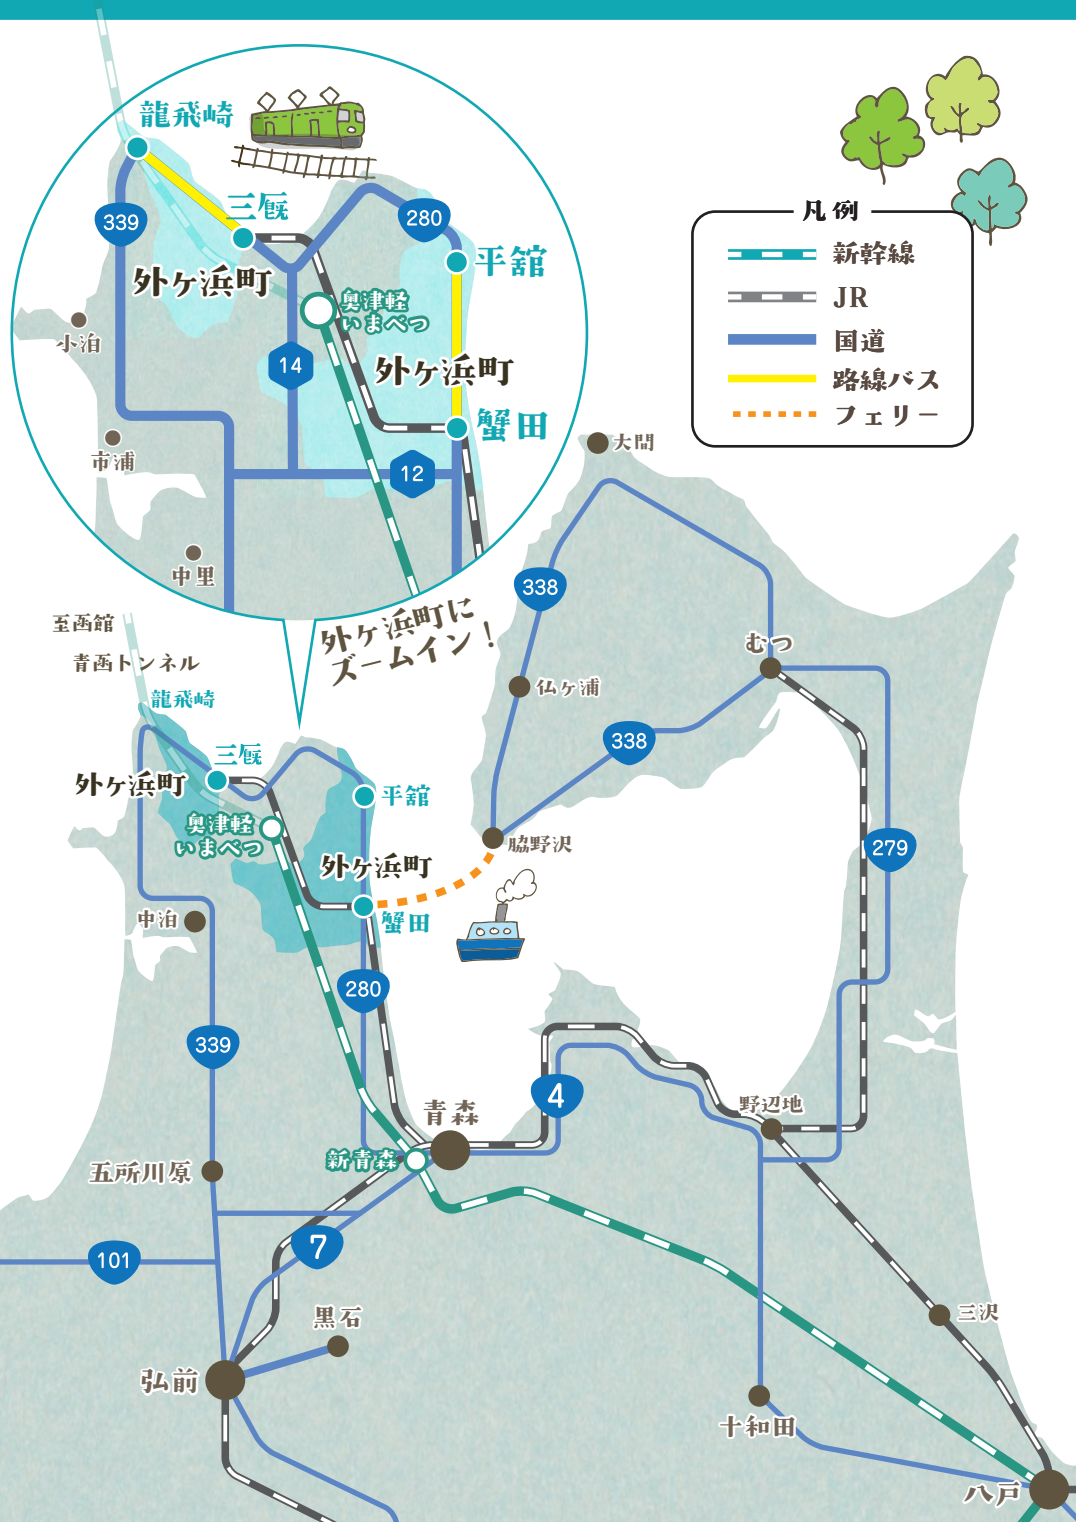 龍飛崎
三厩
339
280
平舘
外ヶ浜町
奥津軽
いまべつ
小泊
14
外ヶ浜町
蟹田
市浦
12
中里
凡例
新幹線
JR
国道
路線バス
フェリー
大間
338
外ヶ浜町に
ズームイン！
至函館
青函トンネル
龍飛崎
むつ
仏ヶ浦
338
三厩
外ヶ浜町
平舘
奥津軽
いまべつ
脇野沢
279
外ヶ浜町
中泊
蟹田
280
339
4
青森
野辺地
新青森
五所川原
7
101
黒石
三沢
弘前
十和田
八戸